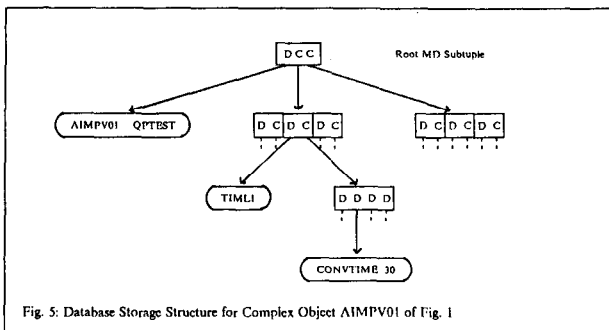 D C C
Root MD Subtuple
AIMPV01 QPTEST
D C D C D C
D C D C D C
TIML1
D D D D
CONVTIME 30
Fig. 5: Database Storage Structure for Complex Object AIMPV01 of Fig. 1